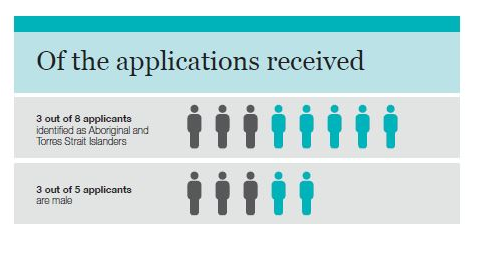 Of the applications received
3 out of 8 applicants
identified as Aboriginal and
Torres Strait Islanders
3 out of 5 applicants
are male